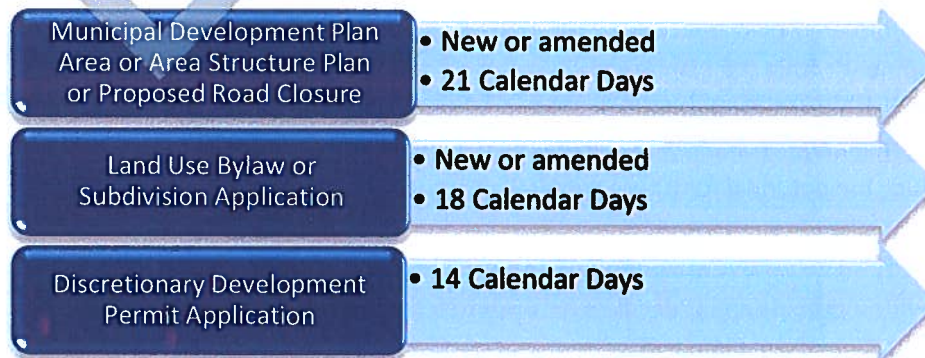 Municipal Development Plan
Area or Area Structure Plan
or Proposed Road Closure
• New or amended
• 21 Calendar Days
Land Use Bylaw or
Subdivision Application
• New or amended
• 18 Calendar Days
Discretionary Development
Permit Application
• 14 Calendar Days